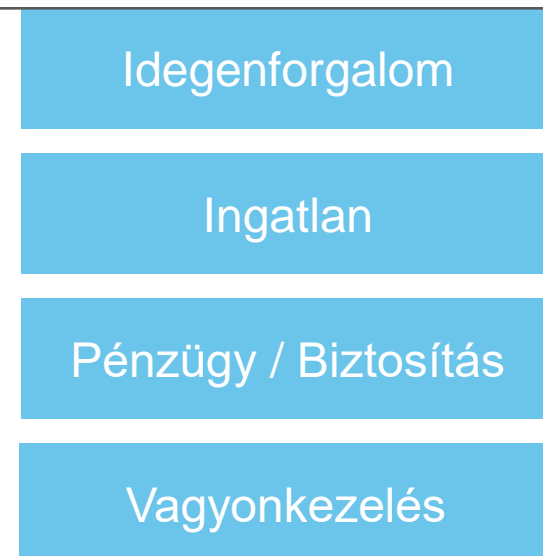 Idegenforgalom
Ingatlan
Pénzügy / Biztosítás
Vagyonkezelés